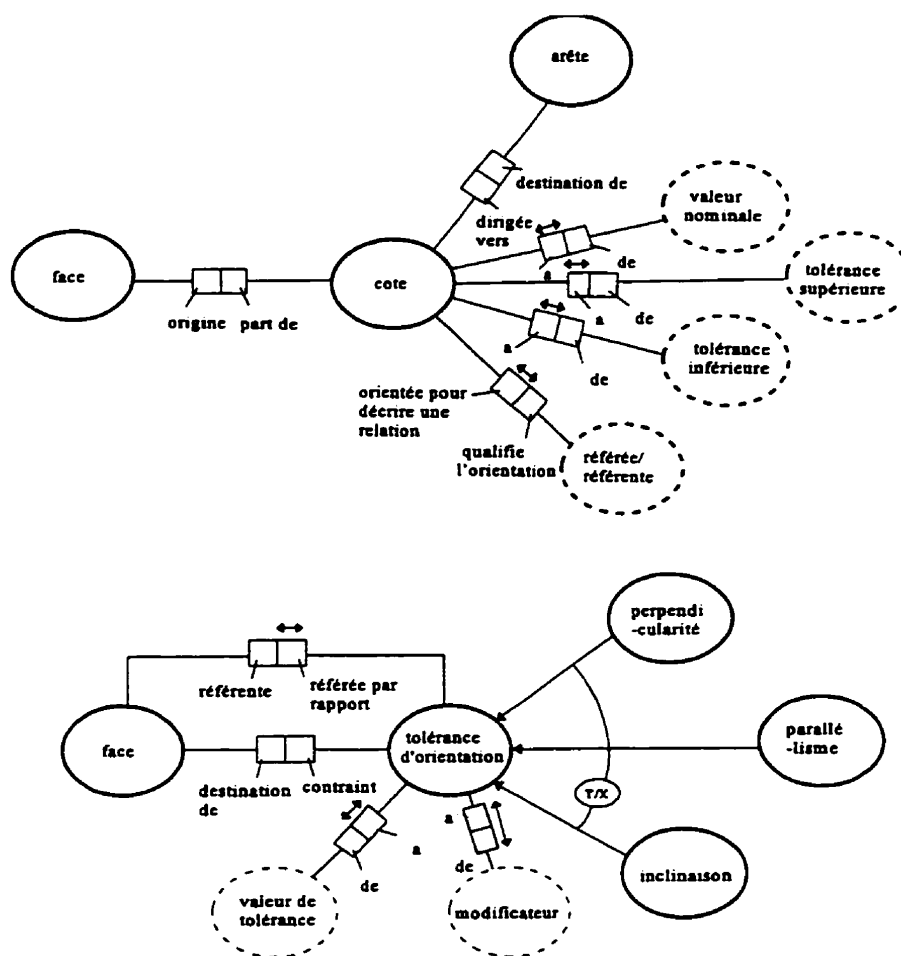 arête
destination de
dirigée
vers
valeur
nominale
face
origine
part de
cote
a
de
tolérance
supérieure
a
de
a
de
tolérance
inférieure
orientée pour
décrire une
relation
qualifie
l'orientation
référée/
référente
perpendi
-cularité
référente
référée par
rapport
face
tolérance
d'orientation
parallé
-lisme
destination
de
contraint
T/X
a
de
a
de
inclinaison
valeur de
tolérance
modificateur